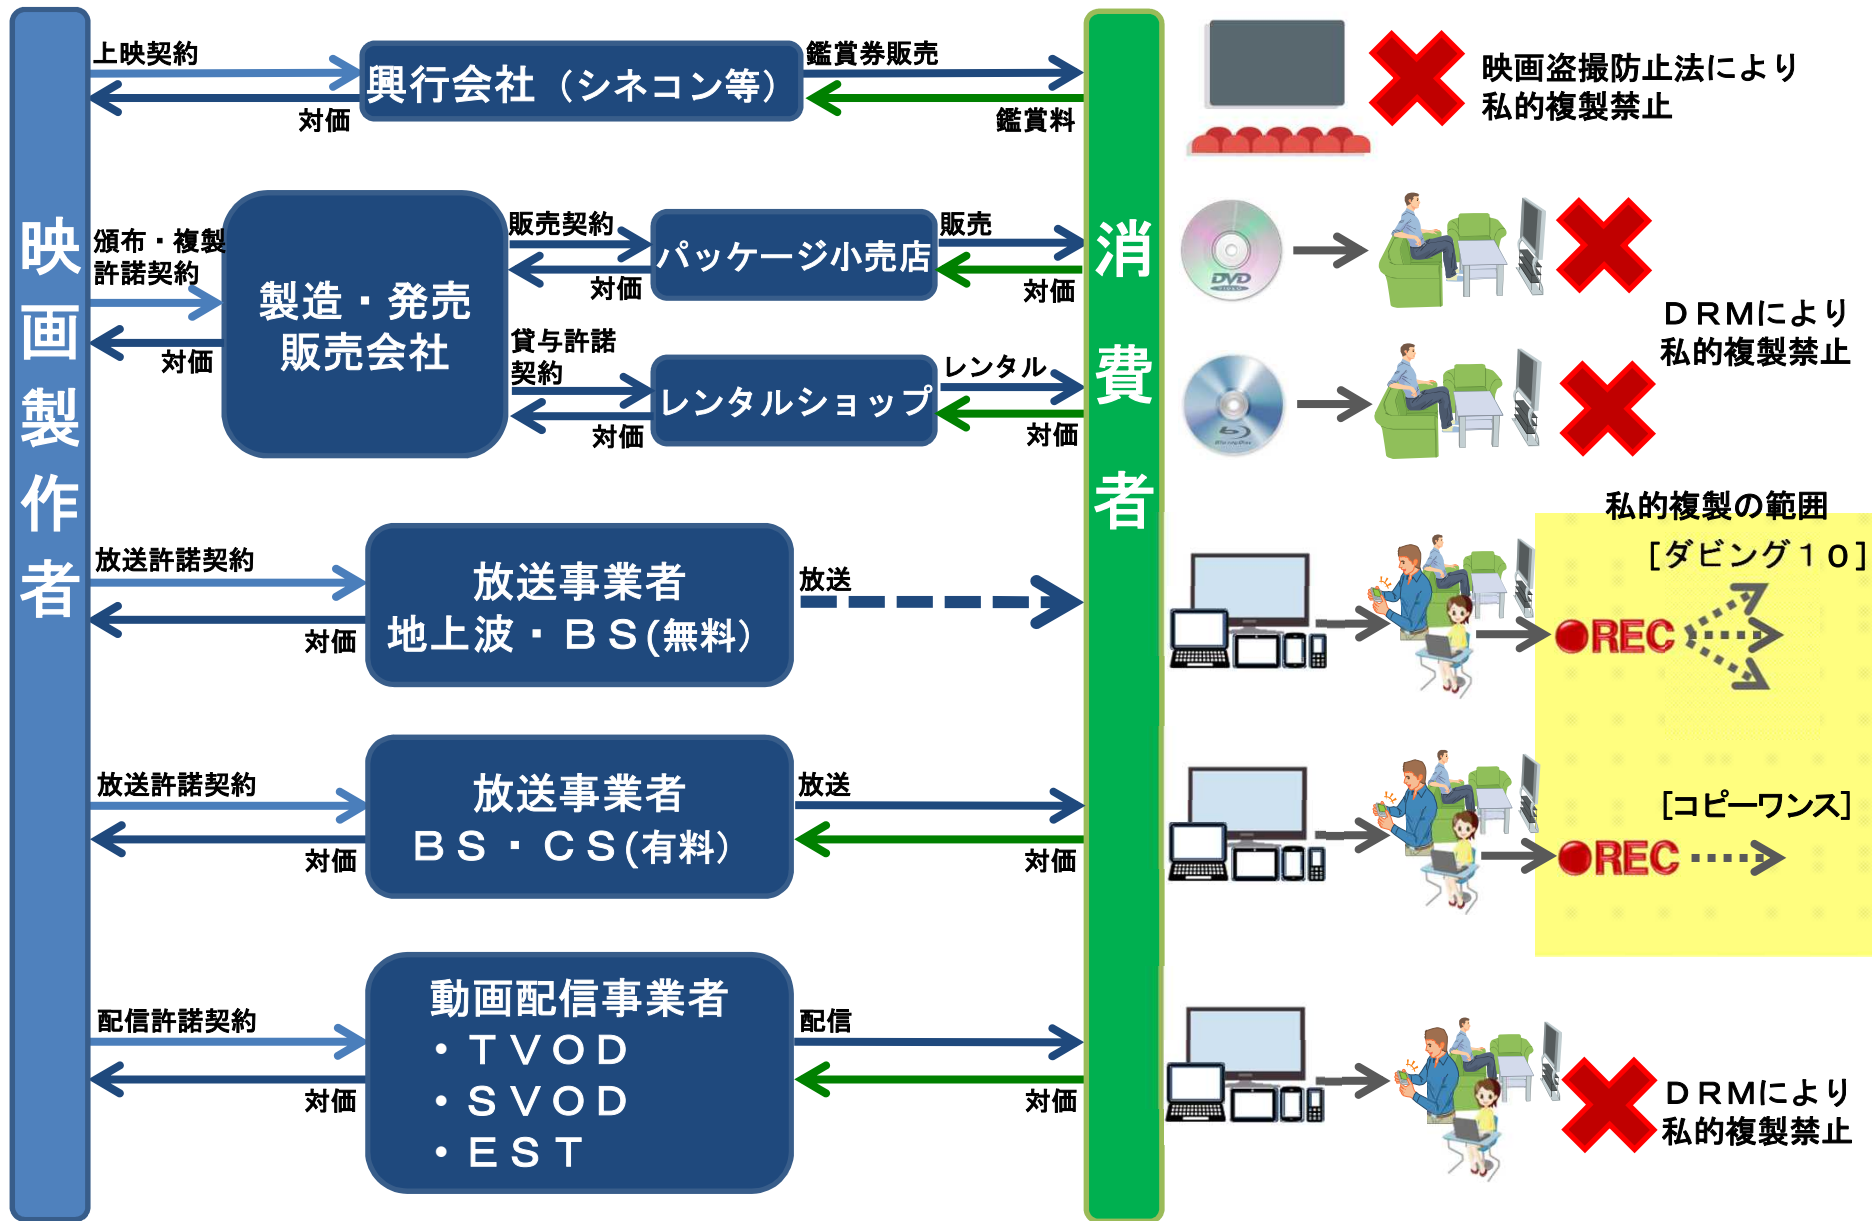 映画製作者
上映契約
対価
興行会社（シネコン等）
鑑賞券販売
鑑賞料
消費者
映画盗撮防止法により
私的複製禁止
頒布・複製
許諾契約
対価
製造・発売
販売会社
販売契約
対価
パッケージ小売店
販売
対価
DVD
VIDEO
貸与許諾
契約
対価
レンタルショップ
レンタル
対価
Blu-ray Disc
ＤＲＭにより
私的複製禁止
私的複製の範囲
放送許諾契約
対価
放送事業者
地上波・ＢＳ(無料）
放送
[ダビング１０]
REC
放送許諾契約
対価
放送事業者
ＢＳ・ＣＳ(有料）
放送
対価
[コピーワンス]
REC
配信許諾契約
対価
動画配信事業者
・ＴＶＯＤ
・ＳＶＯＤ
・ＥＳＴ
配信
対価
ＤＲＭにより
私的複製禁止